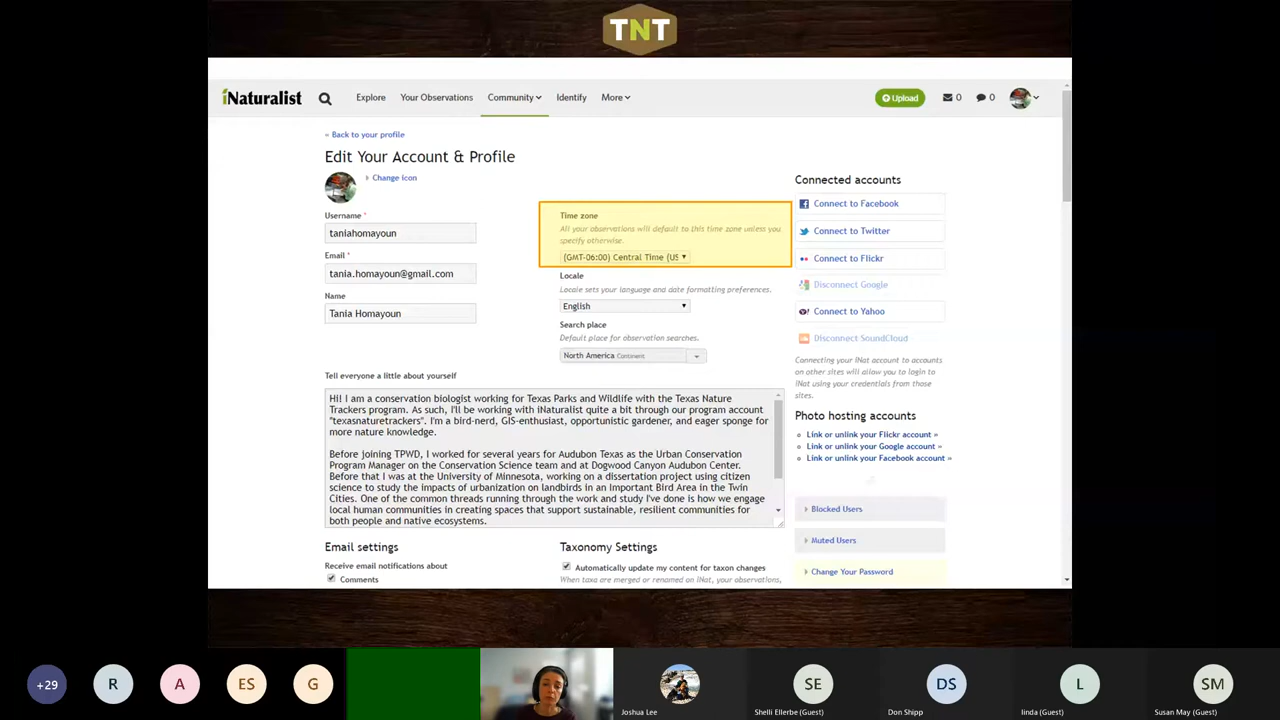 TNT
iNaturalist
Explore
Your Observations
Community
Identify
More
Upload
0
0
« Back to your profile
Edit Your Account & Profile
Change icon
Username *
taniahomayoun
Email *
tania.homayoun@gmail.com
Name
Tania Homayoun
Time zone
All your observations will default to this time zone unless you
specify otherwise.
(GMT-06:00) Central Time (US
Locale
Locale sets your language and date formatting preferences.
English
Search place
Default place for observation searches.
North America Continent
Connected accounts
Connect to Facebook
Connect to Twitter
Connect to Flickr
Disconnect Google
Connect to Yahoo
Disconnect SoundCloud
Connecting your iNat account to accounts
on other sites will allow you to login to
iNat using your credentials from those
sites.
Photo hosting accounts
Link or unlink your Flickr account »
Link or unlink your Google account »
Link or unlink your Facebook account »
Blocked Users
Muted Users
Change Your Password
Tell everyone a little about yourself
Hi! I am a conservation biologist working for Texas Parks and Wildlife with the Texas Nature
Trackers program. As such, I'll be working with iNaturalist quite a bit through our program account
"texasnaturetrackers". I'm a bird-nerd, GIS-enthusiast, opportunistic gardener, and eager sponge for
more nature knowledge.
Before joining TPWD, I worked for several years for Audubon Texas as the Urban Conservation
Program Manager on the Conservation Science team and at Dogwood Canyon Audubon Center.
Before that I was at the University of Minnesota, working on a dissertation project using citizen
science to study the impacts of urbanization on landbirds in an Important Bird Area in the Twin
Cities. One of the common threads running through the work and study I've done is how we engage
local human communities in creating spaces that support sustainable, resilient communities for
both people and native ecosystems.
Email settings
Receive email notifications about
Comments
Taxonomy Settings
Automatically update my content for taxon changes
When taxa are merged or renamed on iNat, your observations,
+29
R
A
ES
G
Joshua Lee
SE
Shelli Ellerbe (Guest)
DS
Don Shipp
L
linda (Guest)
SM
Susan May (Guest)